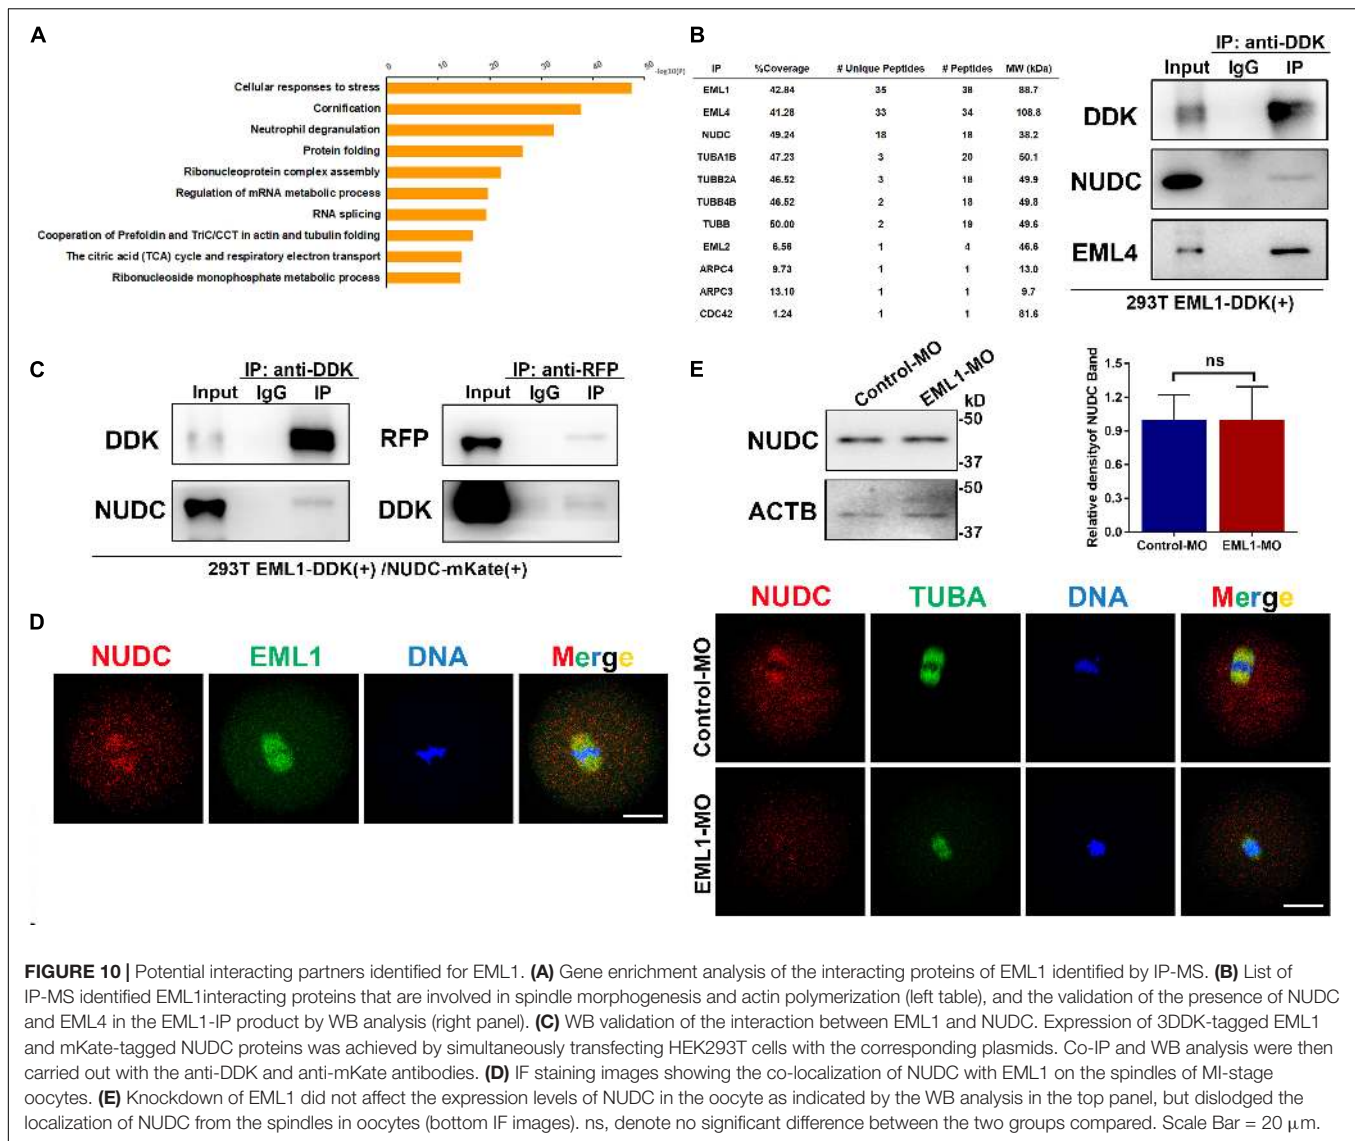 A
0 10 20 30 40 50 -log10(P)
Cellular responses to stress
Cornification
Neutrophil degranulation
Protein folding
Ribonucleoprotein complex assembly
Regulation of mRNA metabolic process
RNA splicing
Cooperation of Prefoldin and TriC/CCT in actin and tubulin folding
The citric acid (TCA) cycle and respiratory electron transport
Ribonucleoside monophosphate metabolic process
B
IP %Coverage # Unique Peptides # Peptides MW (kDa)
EML1 42.84 35 38 88.7
EML4 41.28 33 34 108.8
NUDC 49.24 18 18 38.2
TUBA1B 47.23 3 20 50.1
TUBB2A 46.52 3 18 49.9
TUBB4B 46.52 2 18 49.8
TUBB 50.00 2 19 49.6
EML2 6.56 1 4 46.6
ARPC4 9.73 1 1 13.0
ARPC3 13.10 1 1 9.7
CDC42 1.24 1 1 81.6
IP: anti-DDK
Input IgG IP
DDK
NUDC
EML4
293T EML1-DDK(+)
C
IP: anti-DDK
Input IgG IP
DDK
NUDC
IP: anti-RFP
Input IgG IP
RFP
DDK
293T EML1-DDK(+) /NUDC-mKate(+)
D
NUDC EML1 DNA Merge
E
Control-MO EML1-MO kD
NUDC -50
-37
ACTB -50
-37
Relative densityof NUDC Band
1.5
1.2
0.9
0.6
0.3
0.0
ns
Control-MO EML1-MO
NUDC TUBA DNA Merge
Control-MO
EML1-MO
FIGURE 10 | Potential interacting partners identified for EML1. (A) Gene enrichment analysis of the interacting proteins of EML1 identified by IP-MS. (B) List of
IP-MS identified EML1interacting proteins that are involved in spindle morphogenesis and actin polymerization (left table), and the validation of the presence of NUDC
and EML4 in the EML1-IP product by WB analysis (right panel). (C) WB validation of the interaction between EML1 and NUDC. Expression of 3DDK-tagged EML1
and mKate-tagged NUDC proteins was achieved by simultaneously transfecting HEK293T cells with the corresponding plasmids. Co-IP and WB analysis were then
carried out with the anti-DDK and anti-mKate antibodies. (D) IF staining images showing the co-localization of NUDC with EML1 on the spindles of MI-stage
oocytes. (E) Knockdown of EML1 did not affect the expression levels of NUDC in the oocyte as indicated by the WB analysis in the top panel, but dislodged the
localization of NUDC from the spindles in oocytes (bottom IF images). ns, denote no significant difference between the two groups compared. Scale Bar = 20 μm.